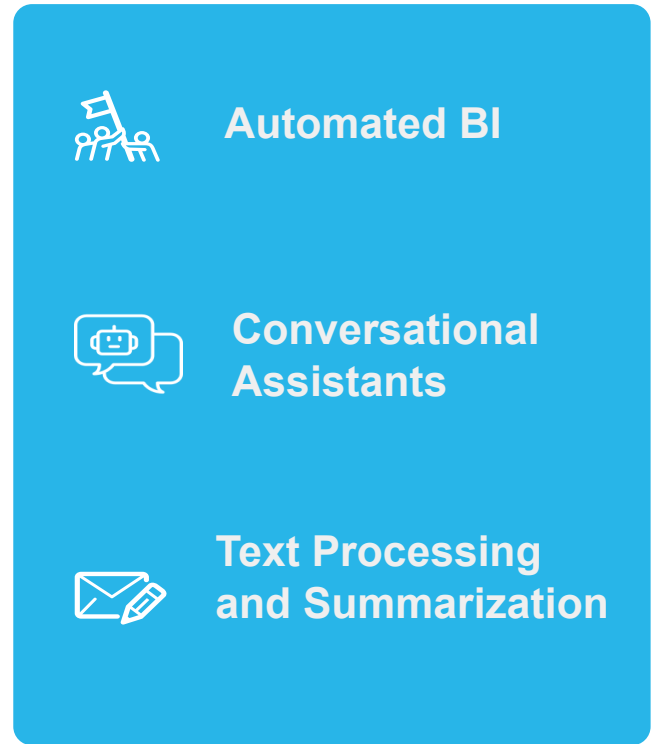 Automated BI
Conversational
Assistants
Text Processing
and Summarization